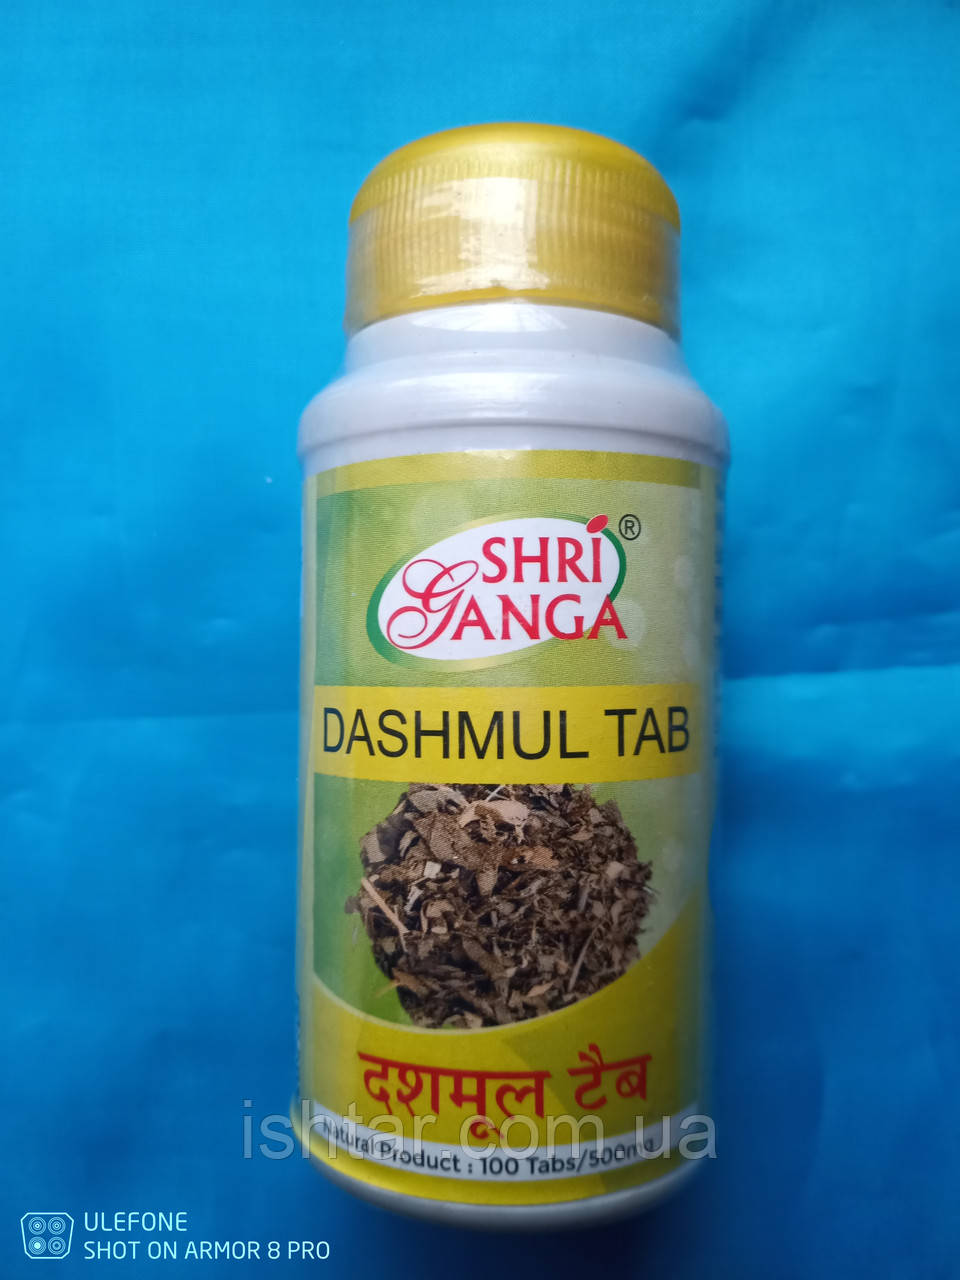 SHRI
GANGA
®
DASHMUL TAB
दशमूल टैब
ishtar.com.ua
Natural Product : 100 Tabs/500mg
ULEFONE
SHOT ON ARMOR 8 PRO